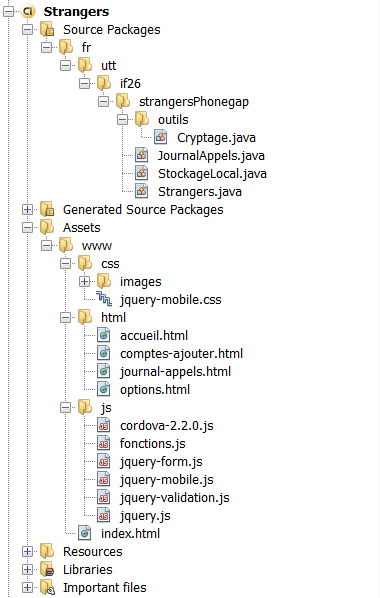 Strangers
Source Packages
fr
utt
if26
strangersPhonegap
outils
Cryptage.java
JournalAppels.java
StockageLocal.java
Strangers.java
Generated Source Packages
Assets
www
css
images
jquery-mobile.css
html
accueil.html
comptes-ajouter.html
journal-appels.html
options.html
js
cordova-2.2.0.js
fonctions.js
jquery-form.js
jquery-mobile.js
jquery-validation.js
jquery.js
index.html
Resources
Libraries
Important files